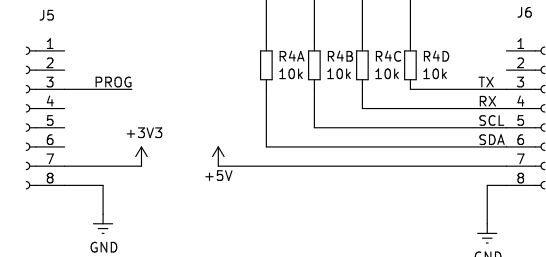 J5
J6
1
2
3 PROG
4
5
6
7
8
+3V3
GND
R4A
10k
R4B
10k
R4C
10k
R4D
10k
+5V
1
2
TX 3
RX 4
SCL 5
SDA 6
7
8
GND